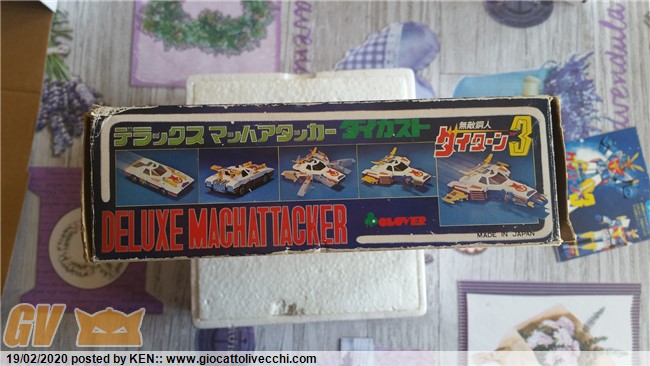 デラックス マッハアタッカー ダイカスト
無敵鋼人
ダイターン3
DELUXE MACHATTACKER
CLOVER
MADE IN JAPAN
avendula
GV
19/02/2020 posted by KEN:: www.giocattolivecchi.com